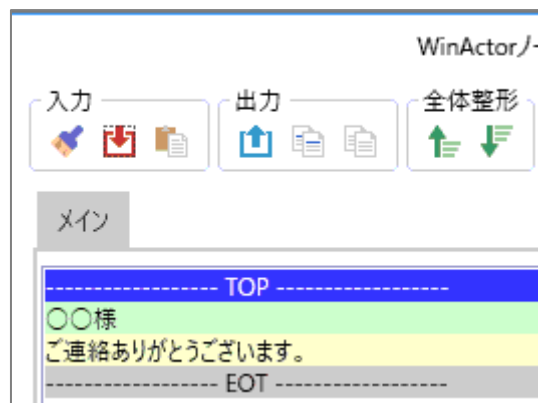 WinActorノー
入力
出力
全体整形
メイン
------------------ TOP ------------------
〇〇様
ご連絡ありがとうございます。
------------------ EOT ------------------